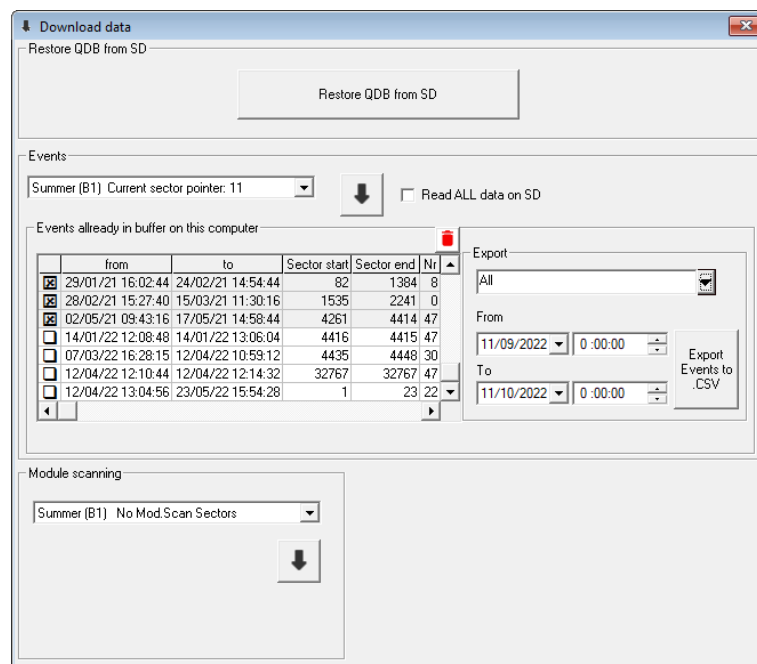 Download data
Restore QDB from SD
Restore QDB from SD
Events
Summer (B1) Current sector pointer: 11
Read ALL data on SD
Events allready in buffer on this computer
from to Sector start Sector end Nr
29/01/21 16:02:44 24/02/21 14:54:44 82 1384 8
28/02/21 15:27:40 15/03/21 11:30:16 1535 2241 0
02/05/21 09:43:16 17/05/21 14:58:44 4261 4414 47
14/01/22 12:08:48 14/01/22 13:06:04 4416 4415 47
07/03/22 16:28:15 12/04/22 10:59:12 4435 4448 30
12/04/22 12:10:44 12/04/22 12:14:32 32767 32767 47
12/04/22 13:04:56 23/05/22 15:54:28 1 23 22
Export
All
From
11/09/2022 0 :00:00
To
11/10/2022 0 :00:00
Export
Events to
.CSV
Module scanning
Summer (B1) No Mod.Scan Sectors